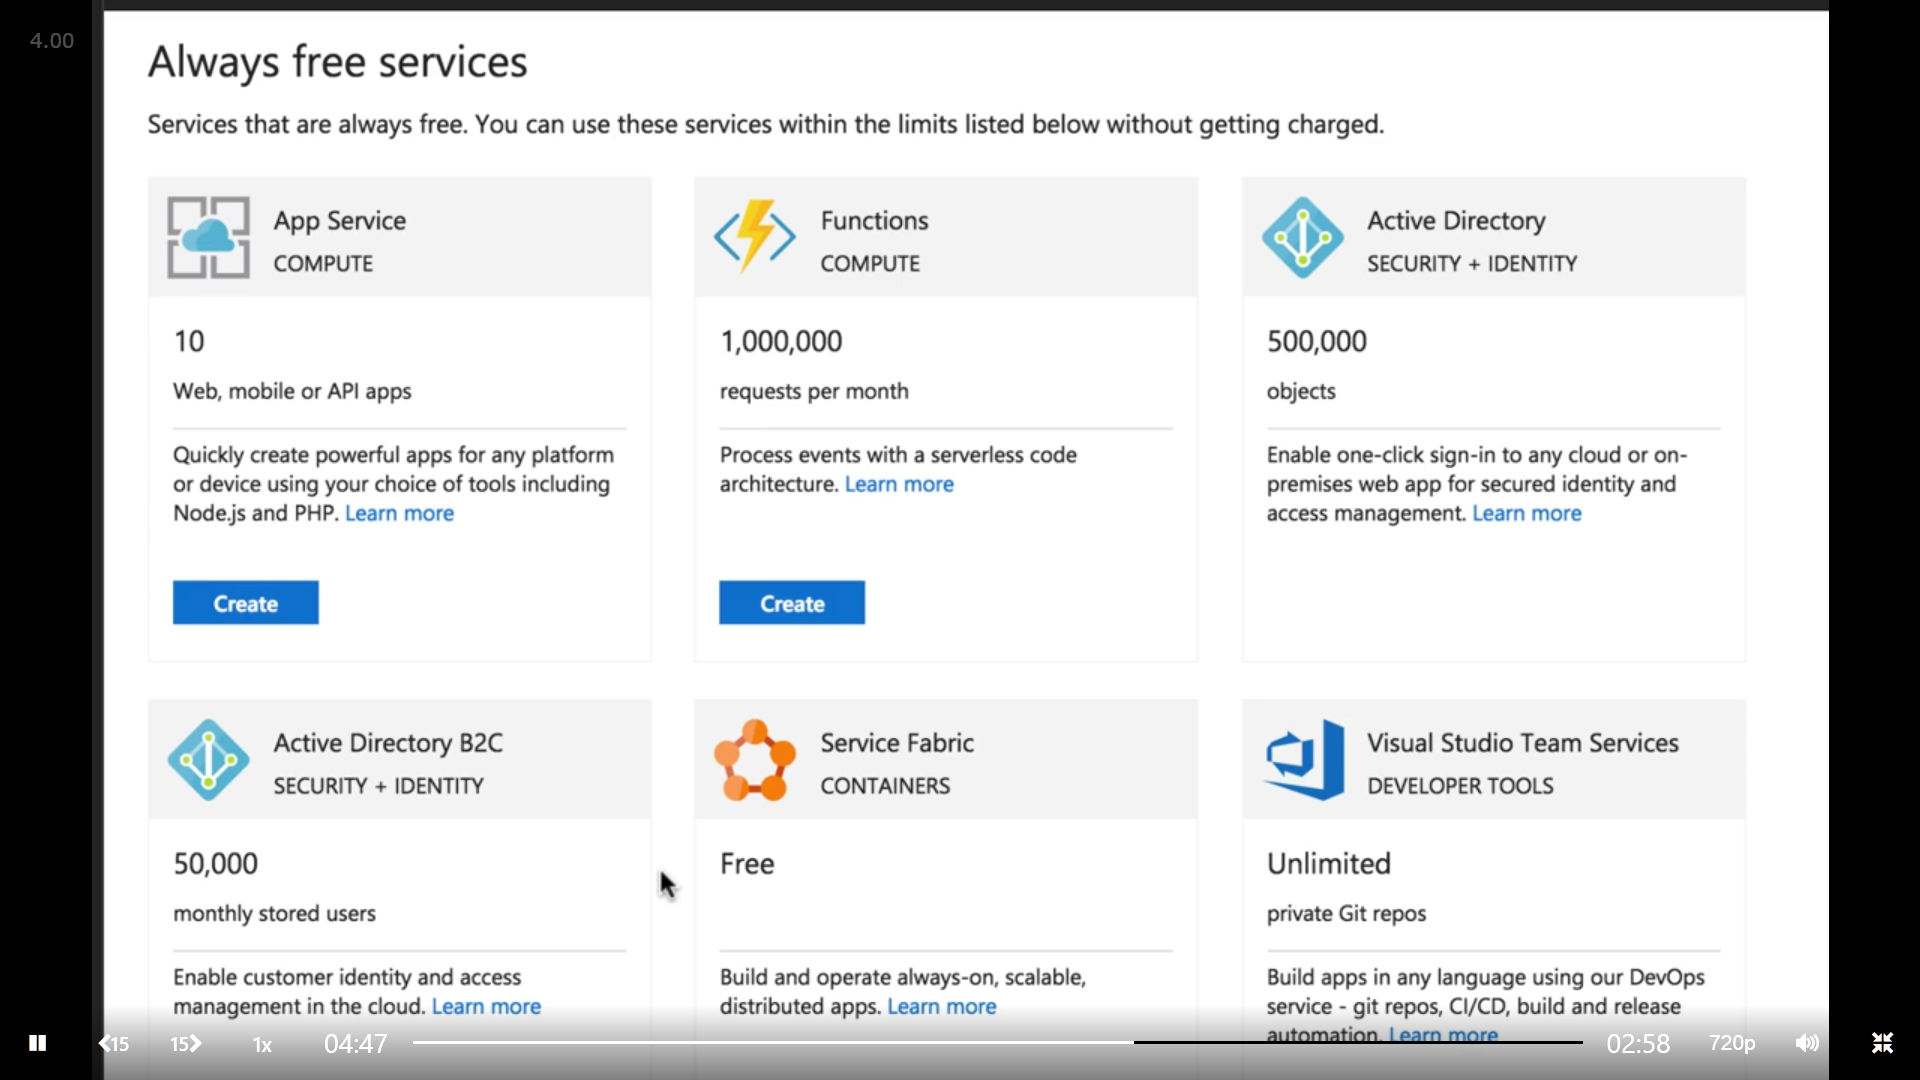 4.00
Always free services
Services that are always free. You can use these services within the limits listed below without getting charged.
App Service
COMPUTE
10
Web, mobile or API apps
Quickly create powerful apps for any platform
or device using your choice of tools including
Node.js and PHP. Learn more
Create
Functions
COMPUTE
1,000,000
requests per month
Process events with a serverless code
architecture. Learn more
Create
Active Directory
SECURITY + IDENTITY
500,000
objects
Enable one-click sign-in to any cloud or on-
premises web app for secured identity and
access management. Learn more
Active Directory B2C
SECURITY + IDENTITY
50,000
monthly stored users
Enable customer identity and access
management in the cloud. Learn more
Service Fabric
CONTAINERS
Free
Build and operate always-on, scalable,
distributed apps. Learn more
Visual Studio Team Services
DEVELOPER TOOLS
Unlimited
private Git repos
Build apps in any language using our DevOps
service - git repos, CI/CD, build and release
automation. Learn more
15 15 1x 04:47 02:58 720p